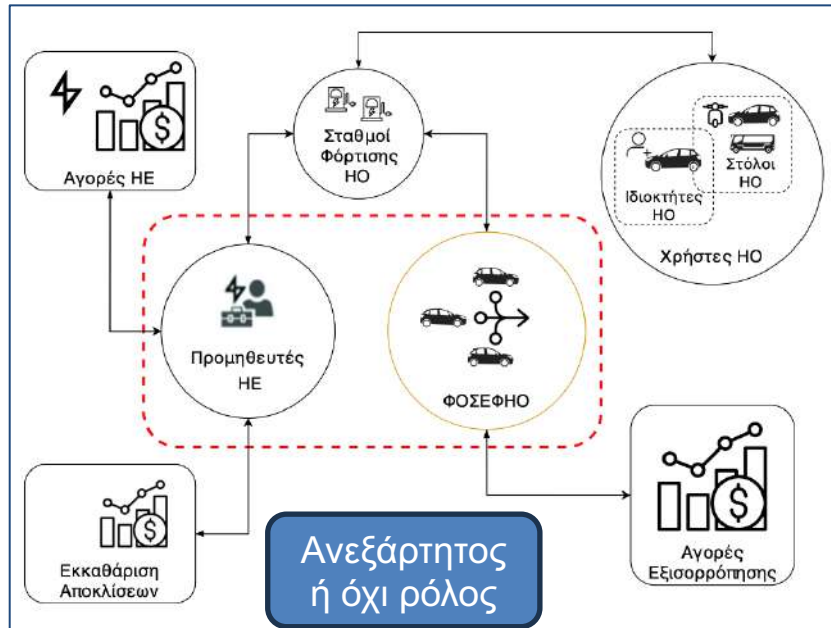 Αγορές ΗΕ
Σταθμοί
Φόρτισης
ΗΟ
Στόλοι
ΗΟ
Ιδιοκτήτες
ΗΟ
Χρήστες ΗΟ
Προμηθευτές
ΗΕ
ΦΟΣΕΦΗΟ
Εκκαθάριση
Αποκλίσεων
Ανεξάρτητος
ή όχι ρόλος
Αγορές
Εξισορρόπησης